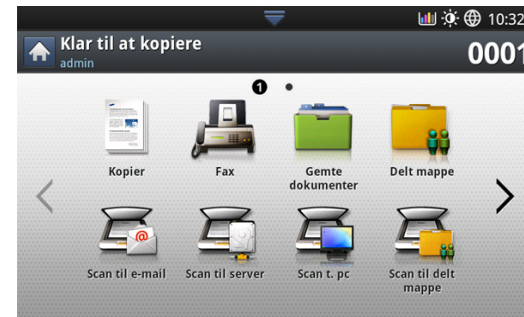 10:32
Klar til at kopiere
admin
0001
1
Kopier
Fax
Gemte
dokumenter
Delt mappe
@
Scan til e-mail
Scan til server
Scan t. pc
Scan til delt
mappe